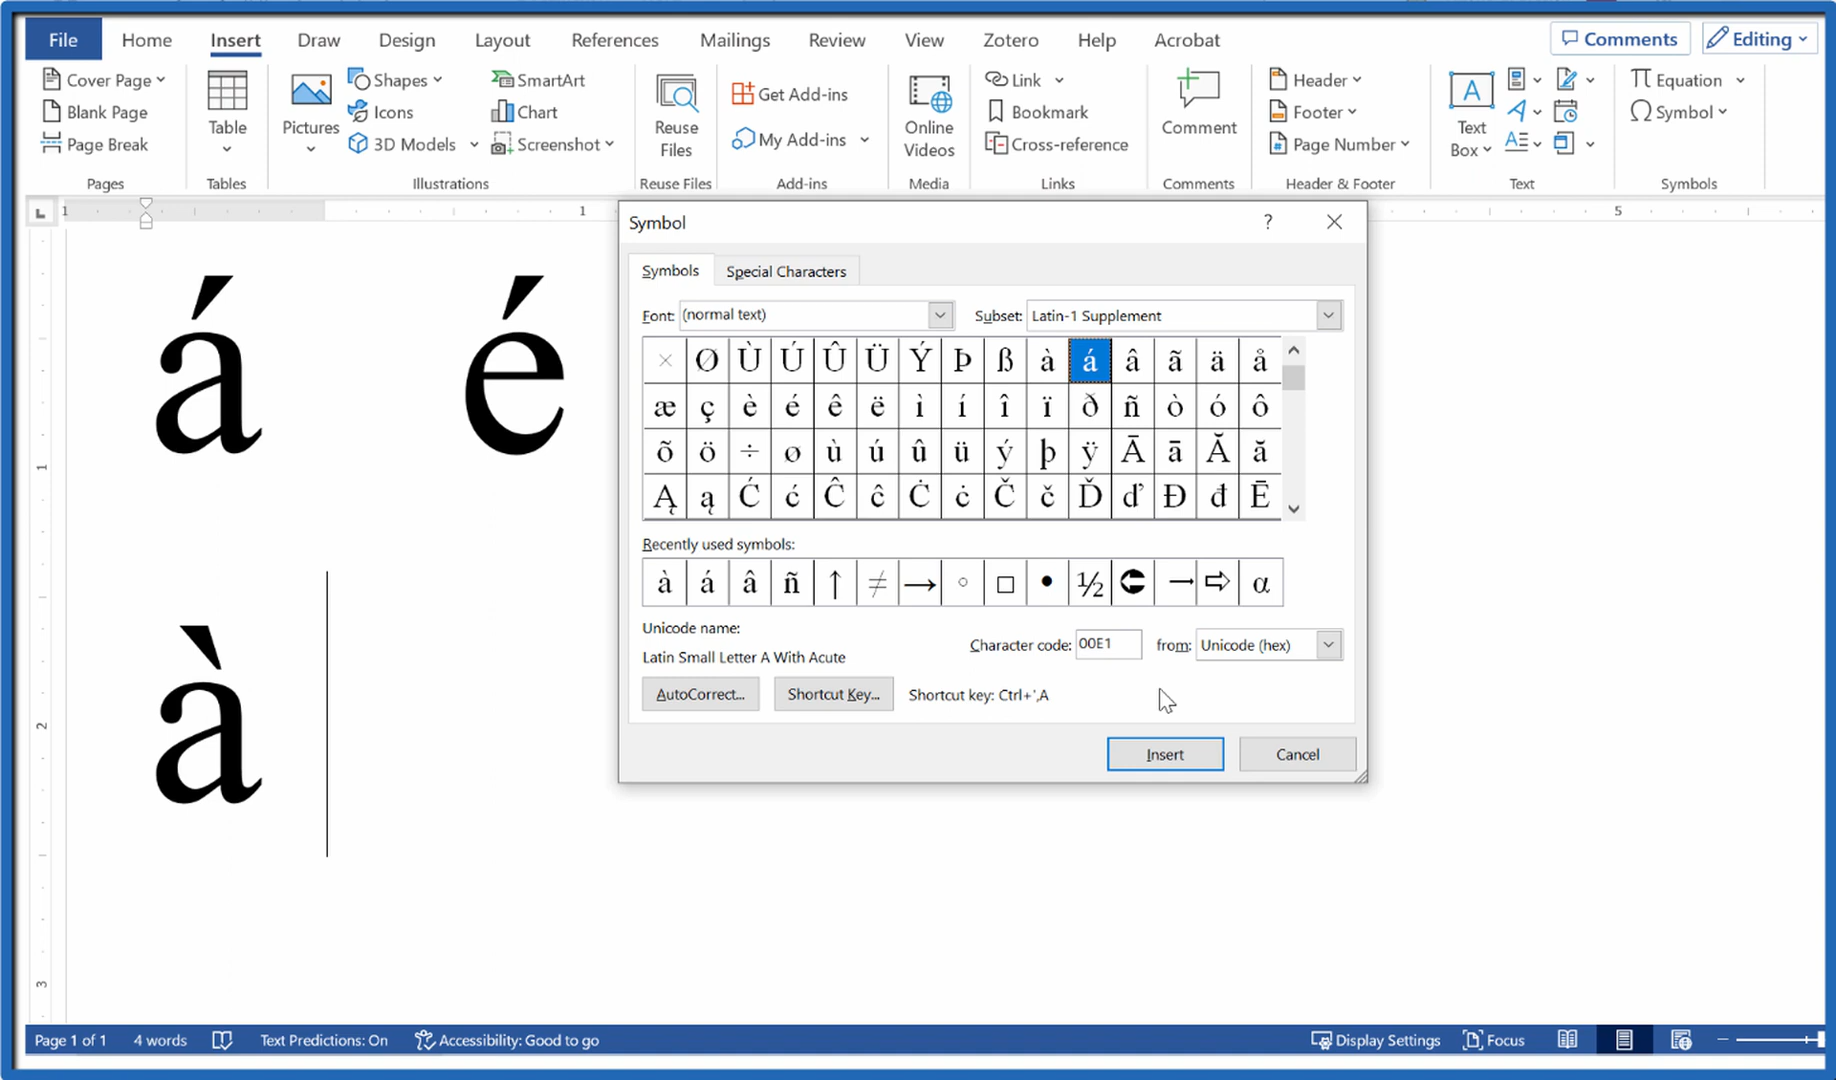 File Home Insert Draw Design Layout References Mailings Review View Zotero Help Acrobat Comments Editing
Cover Page
Blank Page
Page Break
Pages
Table
Tables
Pictures
Shapes
Icons
3D Models
SmartArt
Chart
Screenshot
Illustrations
Reuse
Files
Reuse Files
Get Add-ins
My Add-ins
Add-ins
Online
Videos
Media
Link
Bookmark
Cross-reference
Links
Comment
Comments
Header
Footer
Page Number
Header & Footer
Text
Box
Text
Equation
Symbol
Symbols
1 1 5
á é
à
1
2
3
Symbol ?
Symbols Special Characters
Font: (normal text) Subset: Latin-1 Supplement
× Ø Ù Ú Û Ü Ý Þ ß à á â ã ä å
æ ç è é ê ë ì í î ï ð ñ ò ó ô
õ ö ÷ ø ù ú û ü ý þ ÿ Ā ā Ă ă
Ą ą Ć ć Ĉ ĉ Ċ ċ Č č Ď ď Đ đ Ē
Recently used symbols:
à á â ñ ↑ ≠ → ◦ □ • ½ ⮈ → ⇨ α
Unicode name:
Latin Small Letter A With Acute
Character code: 00E1 from: Unicode (hex)
AutoCorrect... Shortcut Key... Shortcut key: Ctrl+',A
Insert Cancel
Page 1 of 1 4 words Text Predictions: On Accessibility: Good to go Display Settings Focus